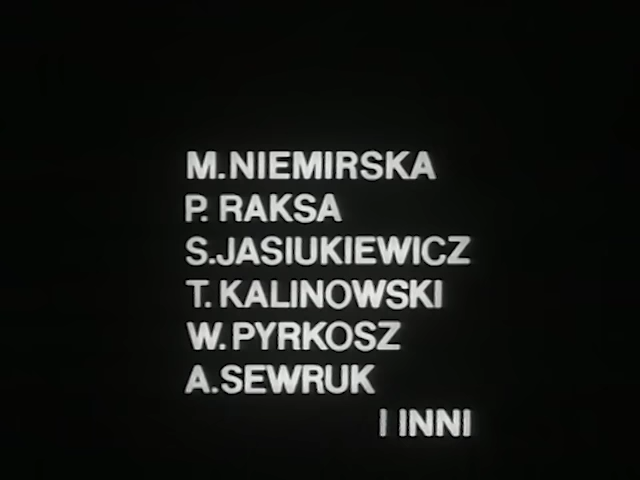 M.NIEMIRSKA
P. RAKSA
S.JASIUKIEWICZ
T. KALINOWSKI
W. PYRKOSZ
A.SEWRUK
I INNI